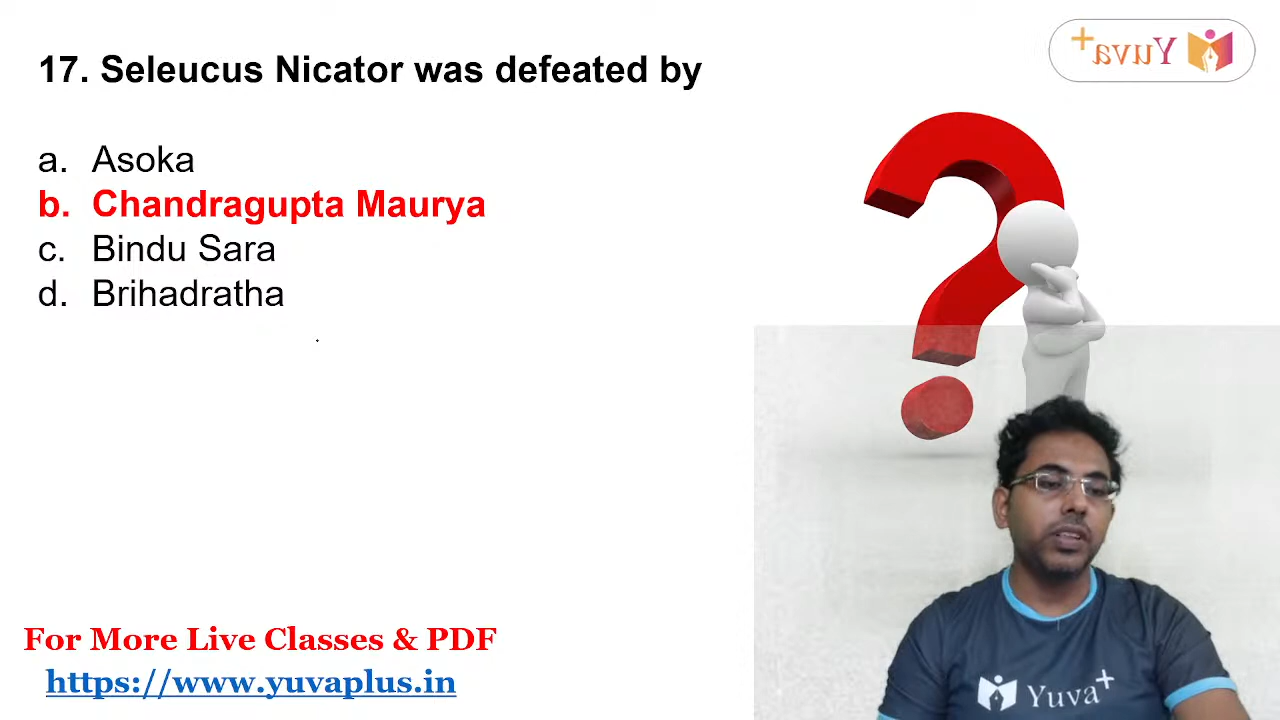 17. Seleucus Nicator was defeated by
Yuva+
a. Asoka
b. Chandragupta Maurya
c. Bindu Sara
d. Brihadratha
For More Live Classes & PDF
https://www.yuvaplus.in
Yuva+